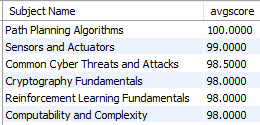 Subject Name avgscore
Path Planning Algorithms 100.0000
Sensors and Actuators 99.0000
Common Cyber Threats and Attacks 98.5000
Cryptography Fundamentals 98.0000
Reinforcement Learning Fundamentals 98.0000
Computability and Complexity 98.0000